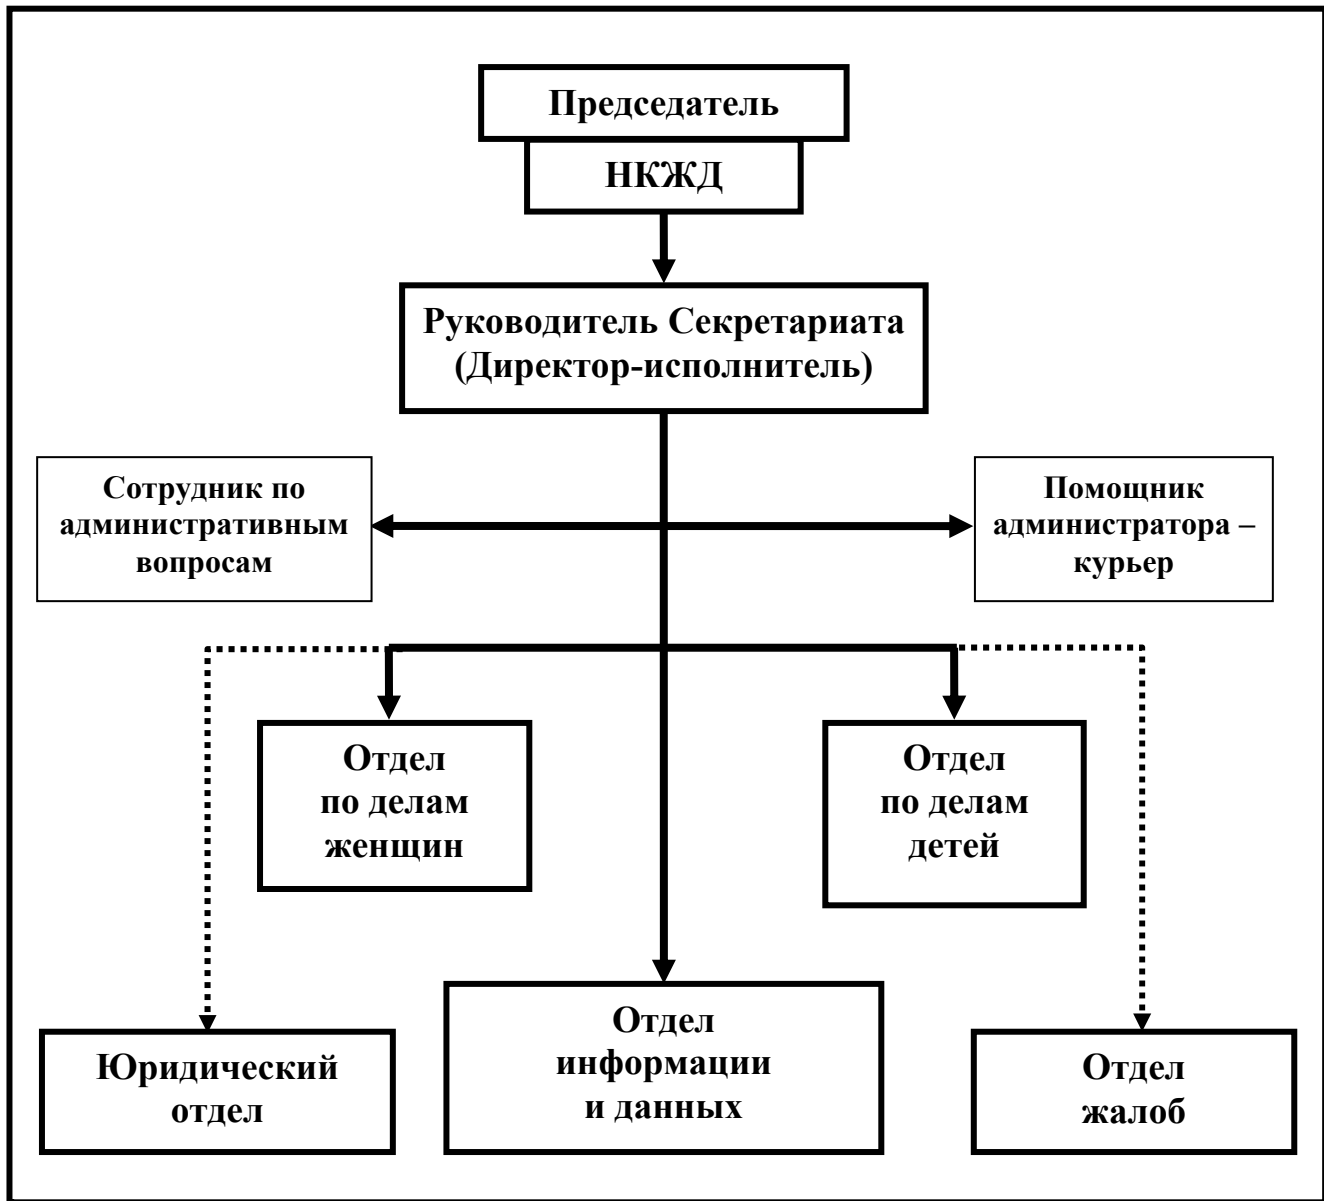 Председатель
НКЖД
Руководитель Секретариата
(Директор-исполнитель)
Сотрудник по
административным
вопросам
Помощник
администратора –
курьер
Отдел
по делам
женщин
Отдел
по делам
детей
Юридический
отдел
Отдел
информации
и данных
Отдел
жалоб